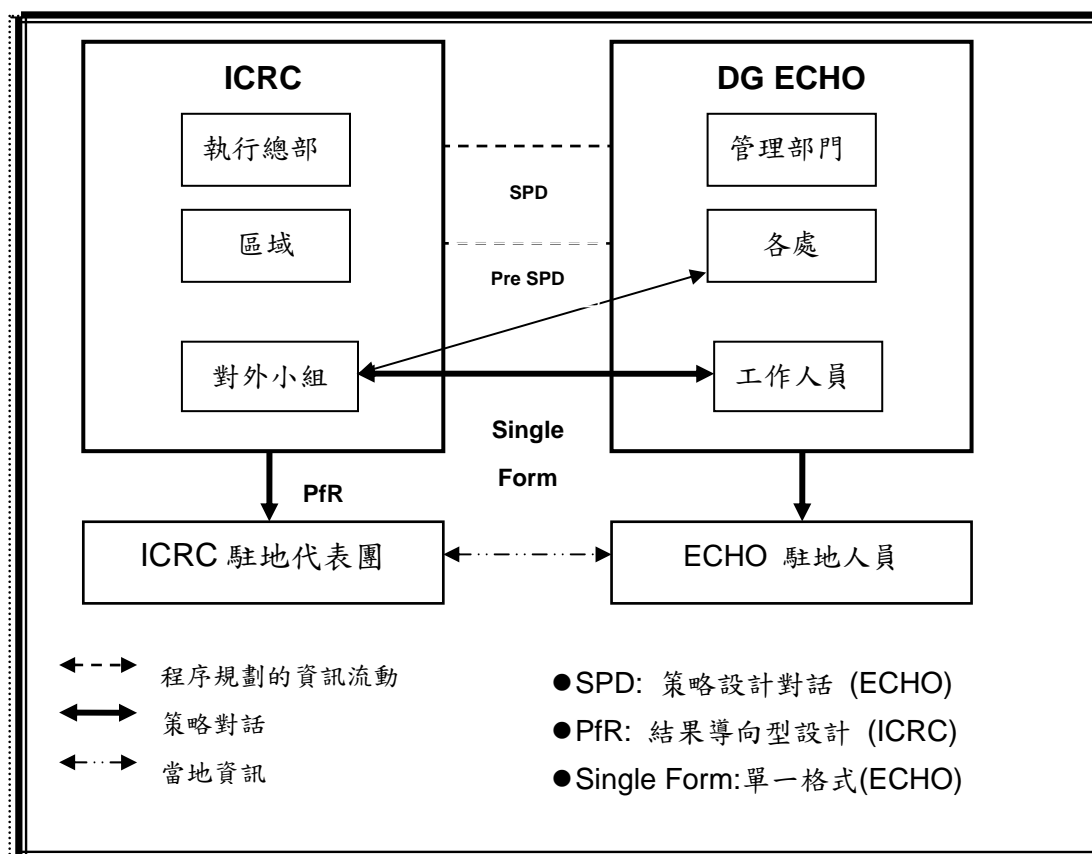 ICRC
執行總部
區域
對外小組
DG ECHO
管理部門
各處
工作人員
SPD
Pre SPD
Single
Form
PfR
ICRC 駐地代表團
ECHO 駐地人員
程序規劃的資訊流動
策略對話
當地資訊
●SPD: 策略設計對話 (ECHO)
●PfR: 結果導向型設計 (ICRC)
●Single Form:單一格式(ECHO)